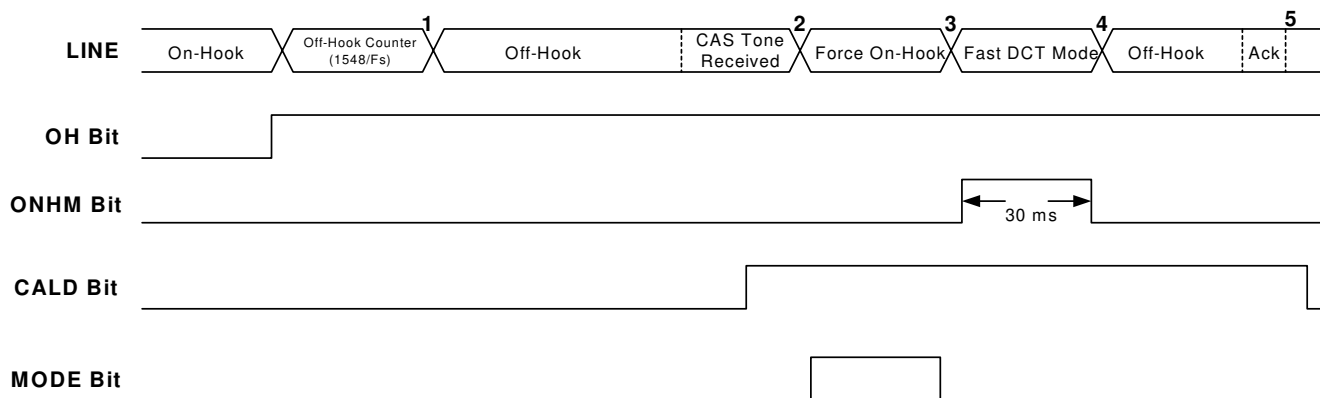 1 2 3 4 5
LINE On-Hook Off-Hook Counter (1548/Fs) Off-Hook CAS Tone Received Force On-Hook Fast DCT Mode Off-Hook Ack
OH Bit
ONHM Bit
30 ms
CALD Bit
MODE Bit